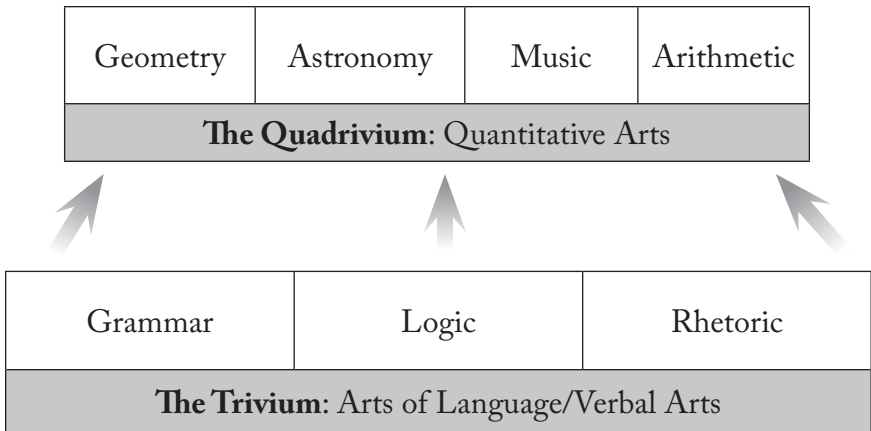 Geometry Astronomy Music Arithmetic
The Quadrivium: Quantitative Arts
Grammar Logic Rhetoric
The Trivium: Arts of Language/Verbal Arts